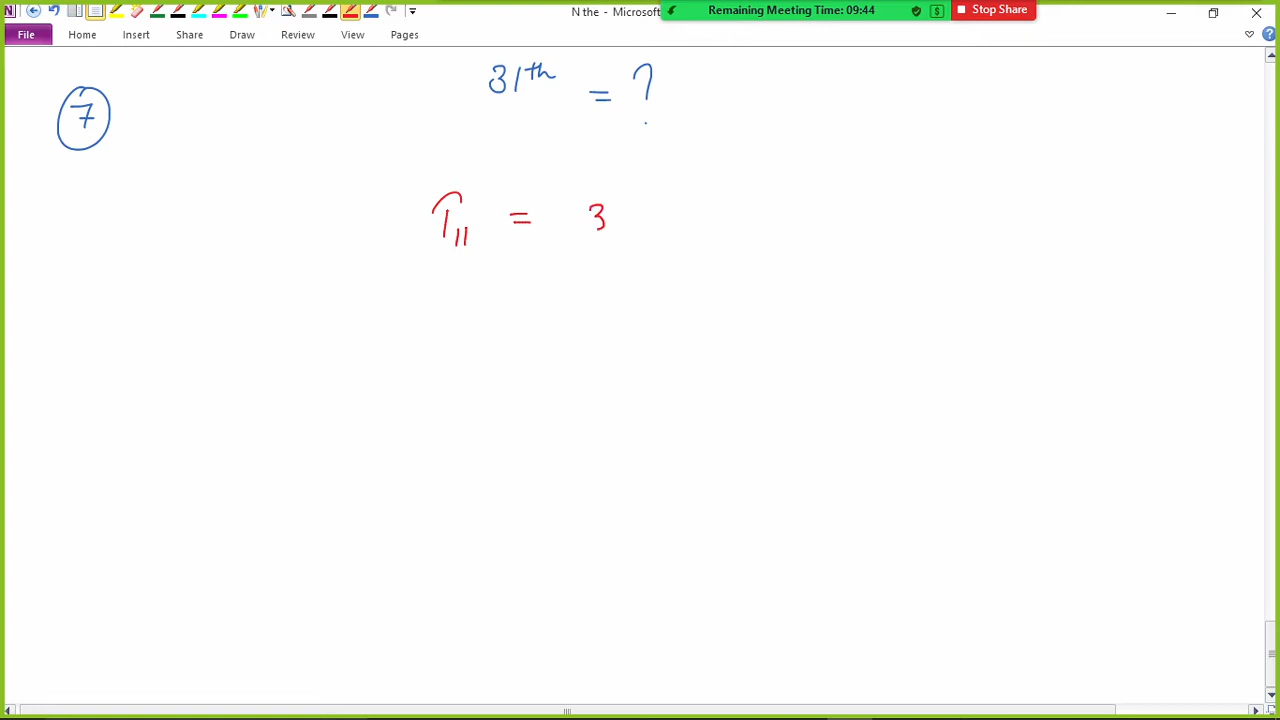 N the - Microsoft
Remaining Meeting Time: 09:44
$
Stop Share
File Home Insert Share Draw Review View Pages
31th = ?
7
T11 = 3